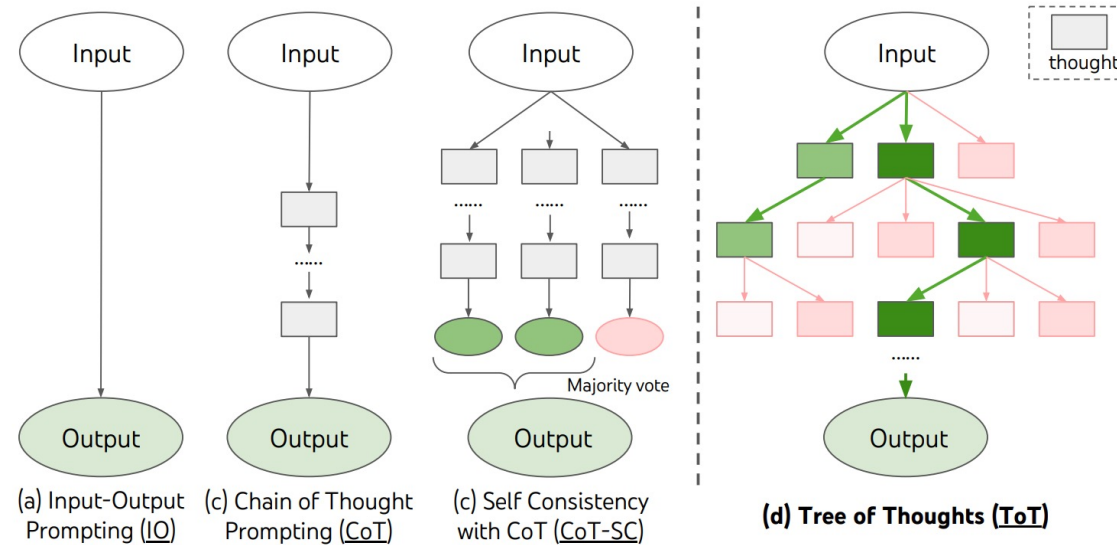 Input
Input
Input
Input
thought
......
......
......
......
......
Majority vote
Output
Output
Output
Output
(a) Input-Output
Prompting (IO)
(c) Chain of Thought
Prompting (CoT)
(c) Self Consistency
with CoT (CoT-SC)
(d) Tree of Thoughts (ToT)